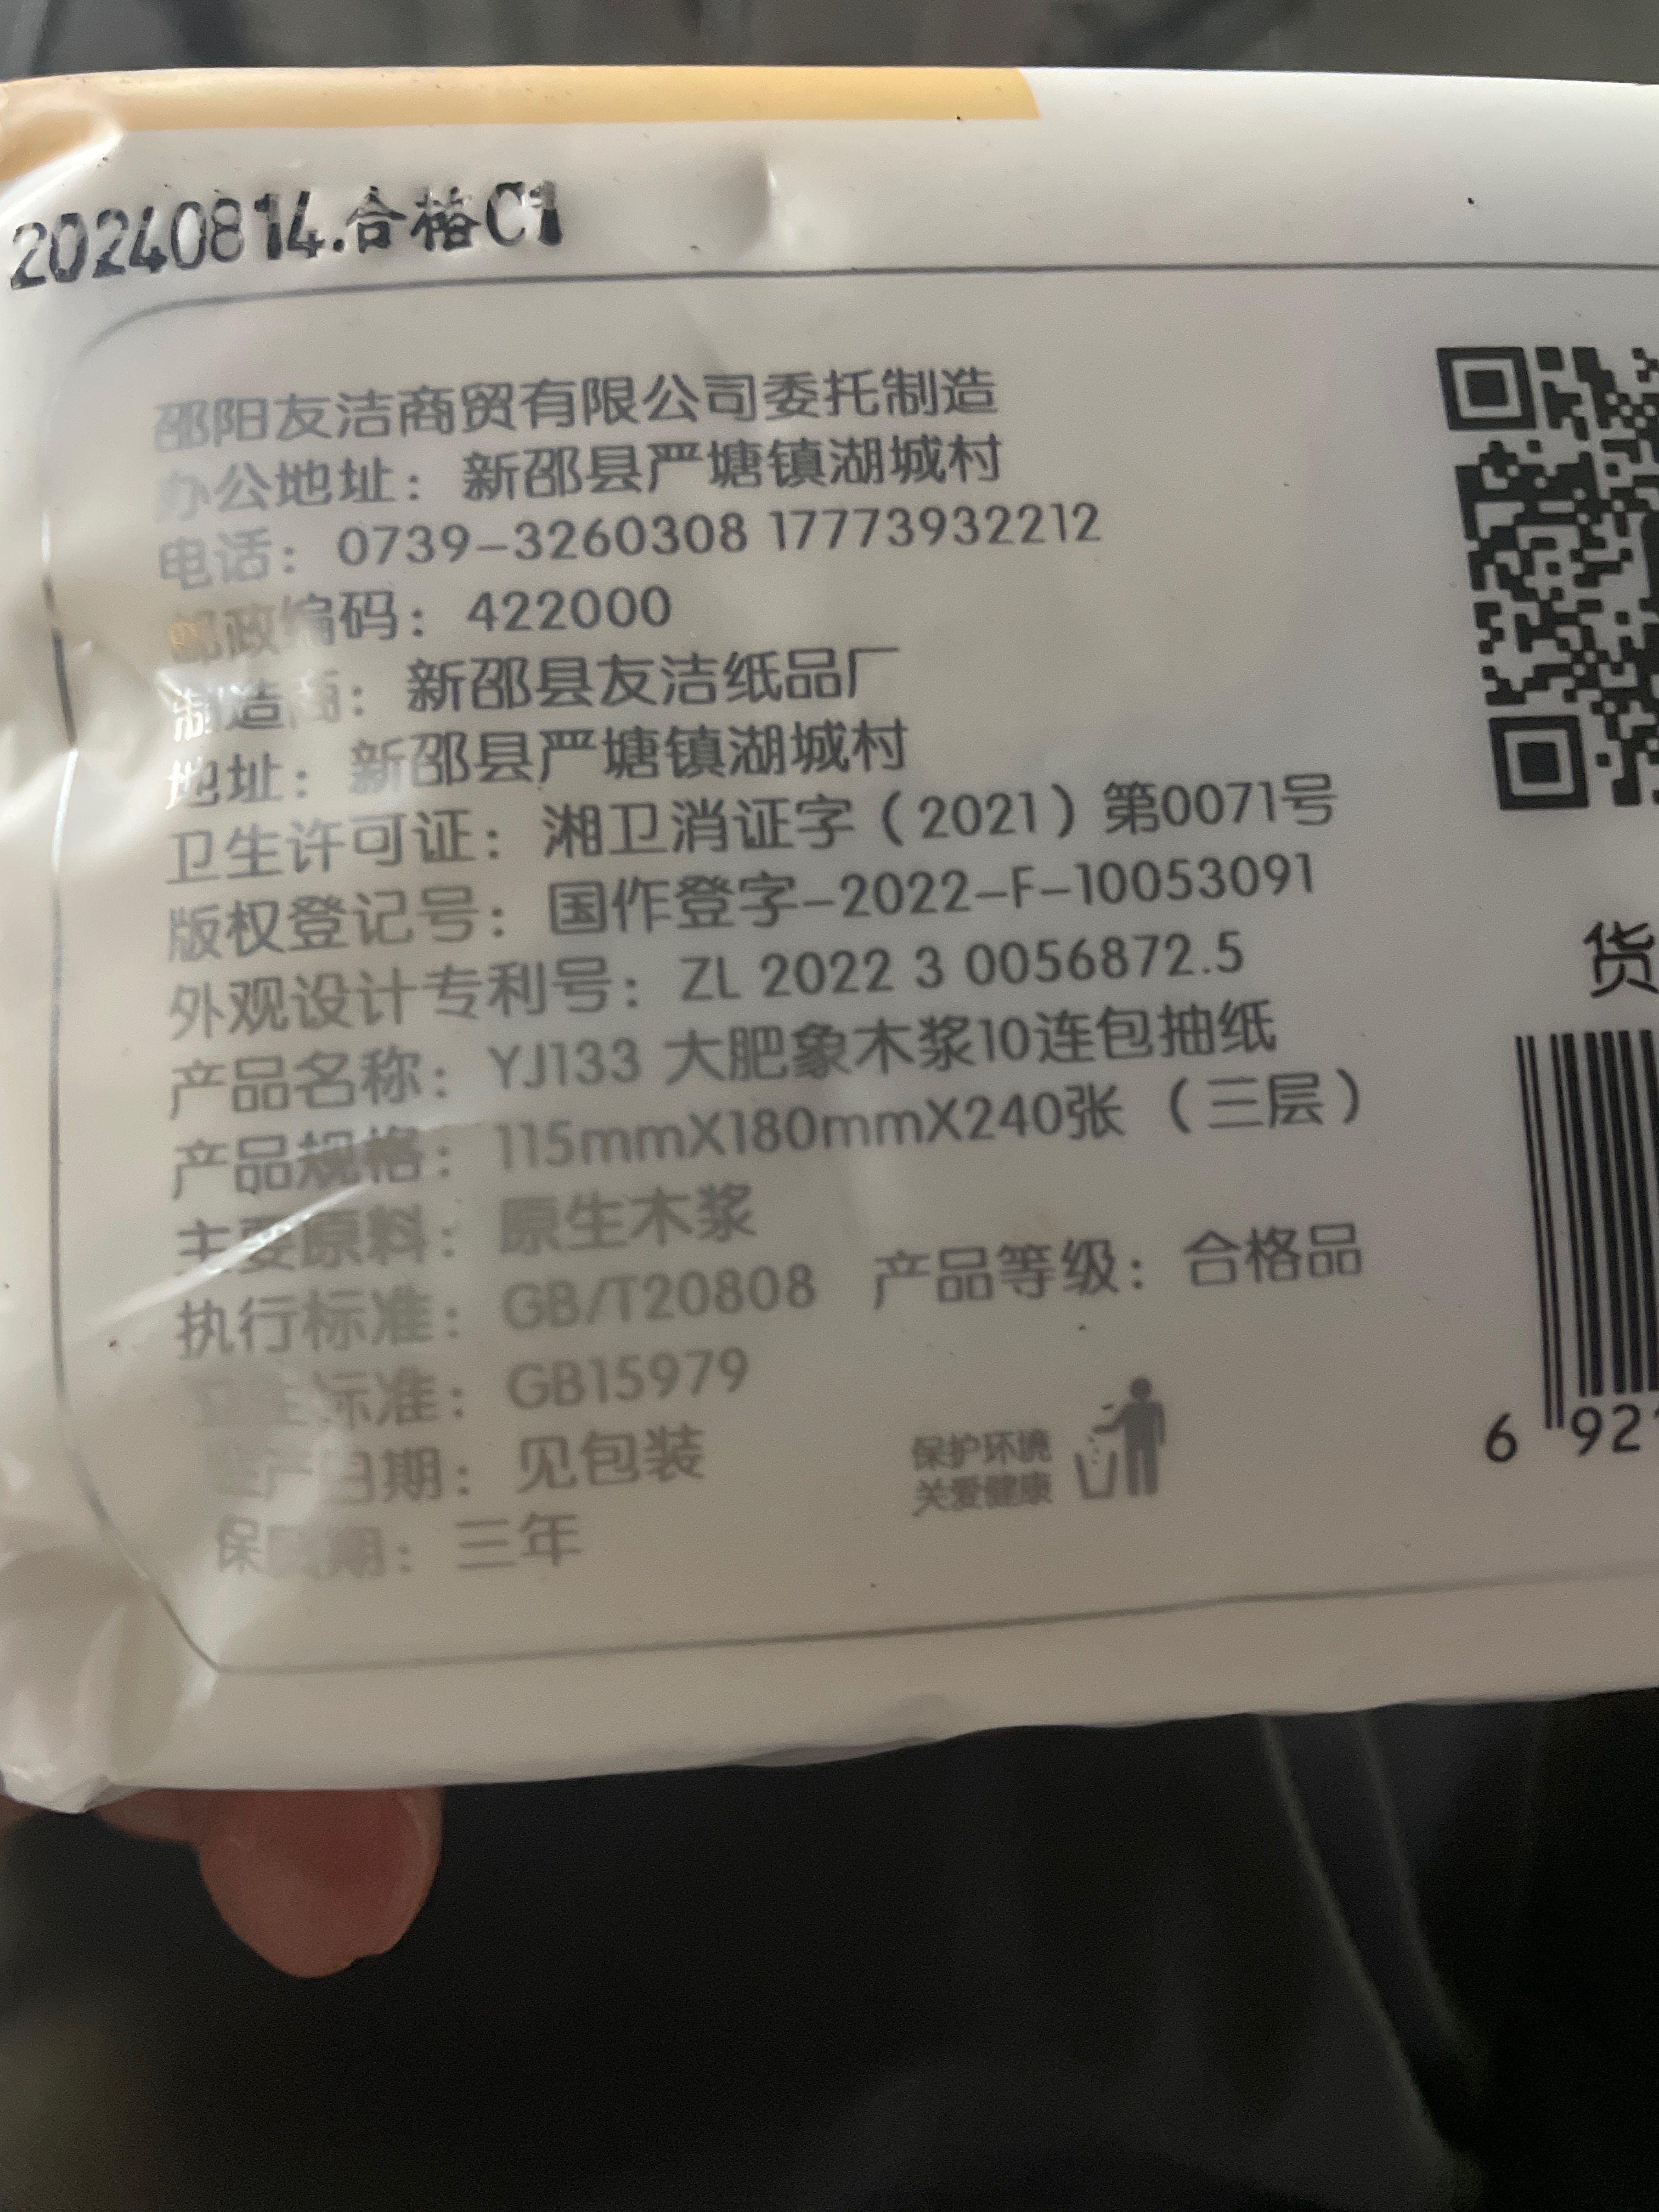 20240814.合格C1
邵阳友洁商贸有限公司委托制造
办公地址：新邵县严塘镇湖城村
电话：0739-3260308 17773932212
邮政编码：422000
制造商：新邵县友洁纸品厂
地址：新邵县严塘镇湖城村
卫生许可证：湘卫消证字（2021）第0071号
版权登记号：国作登字-2022-F-10053091
外观设计专利号：ZL 2022 3 0056872.5
产品名称：YJ133 大肥象木浆10连包抽纸
产品规格：115mmX180mmX240张（三层）
主要原料：原生木浆
执行标准：GB/T20808 产品等级：合格品
卫生标准：GB15979
生产日期：见包装
保质期：三年
保护环境
关爱健康
货
6 92